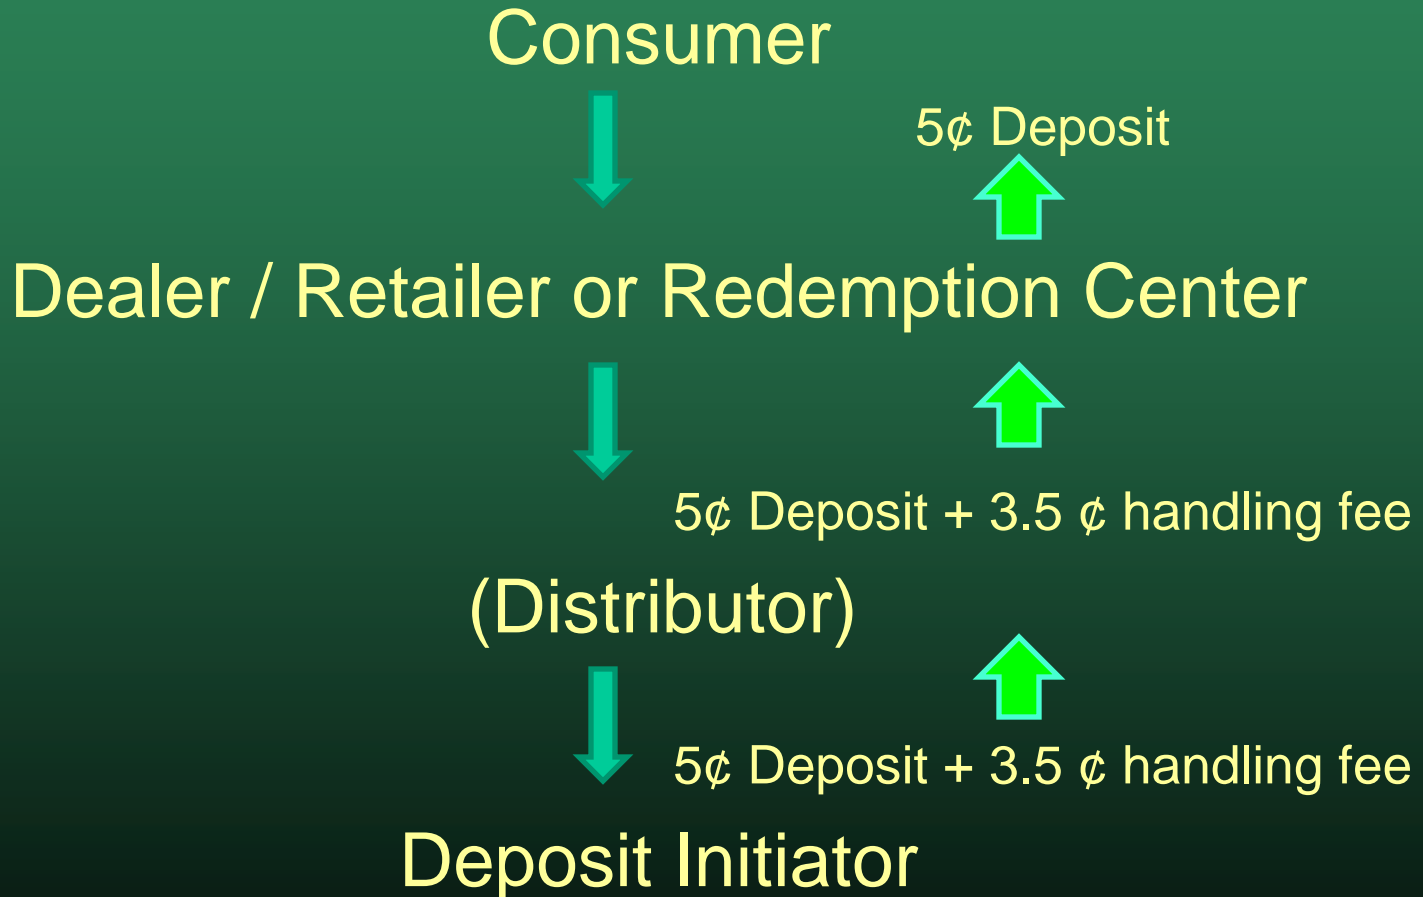 Consumer
5¢ Deposit
Dealer / Retailer or Redemption Center
5¢ Deposit + 3.5 ¢ handling fee
(Distributor)
5¢ Deposit + 3.5 ¢ handling fee
Deposit Initiator